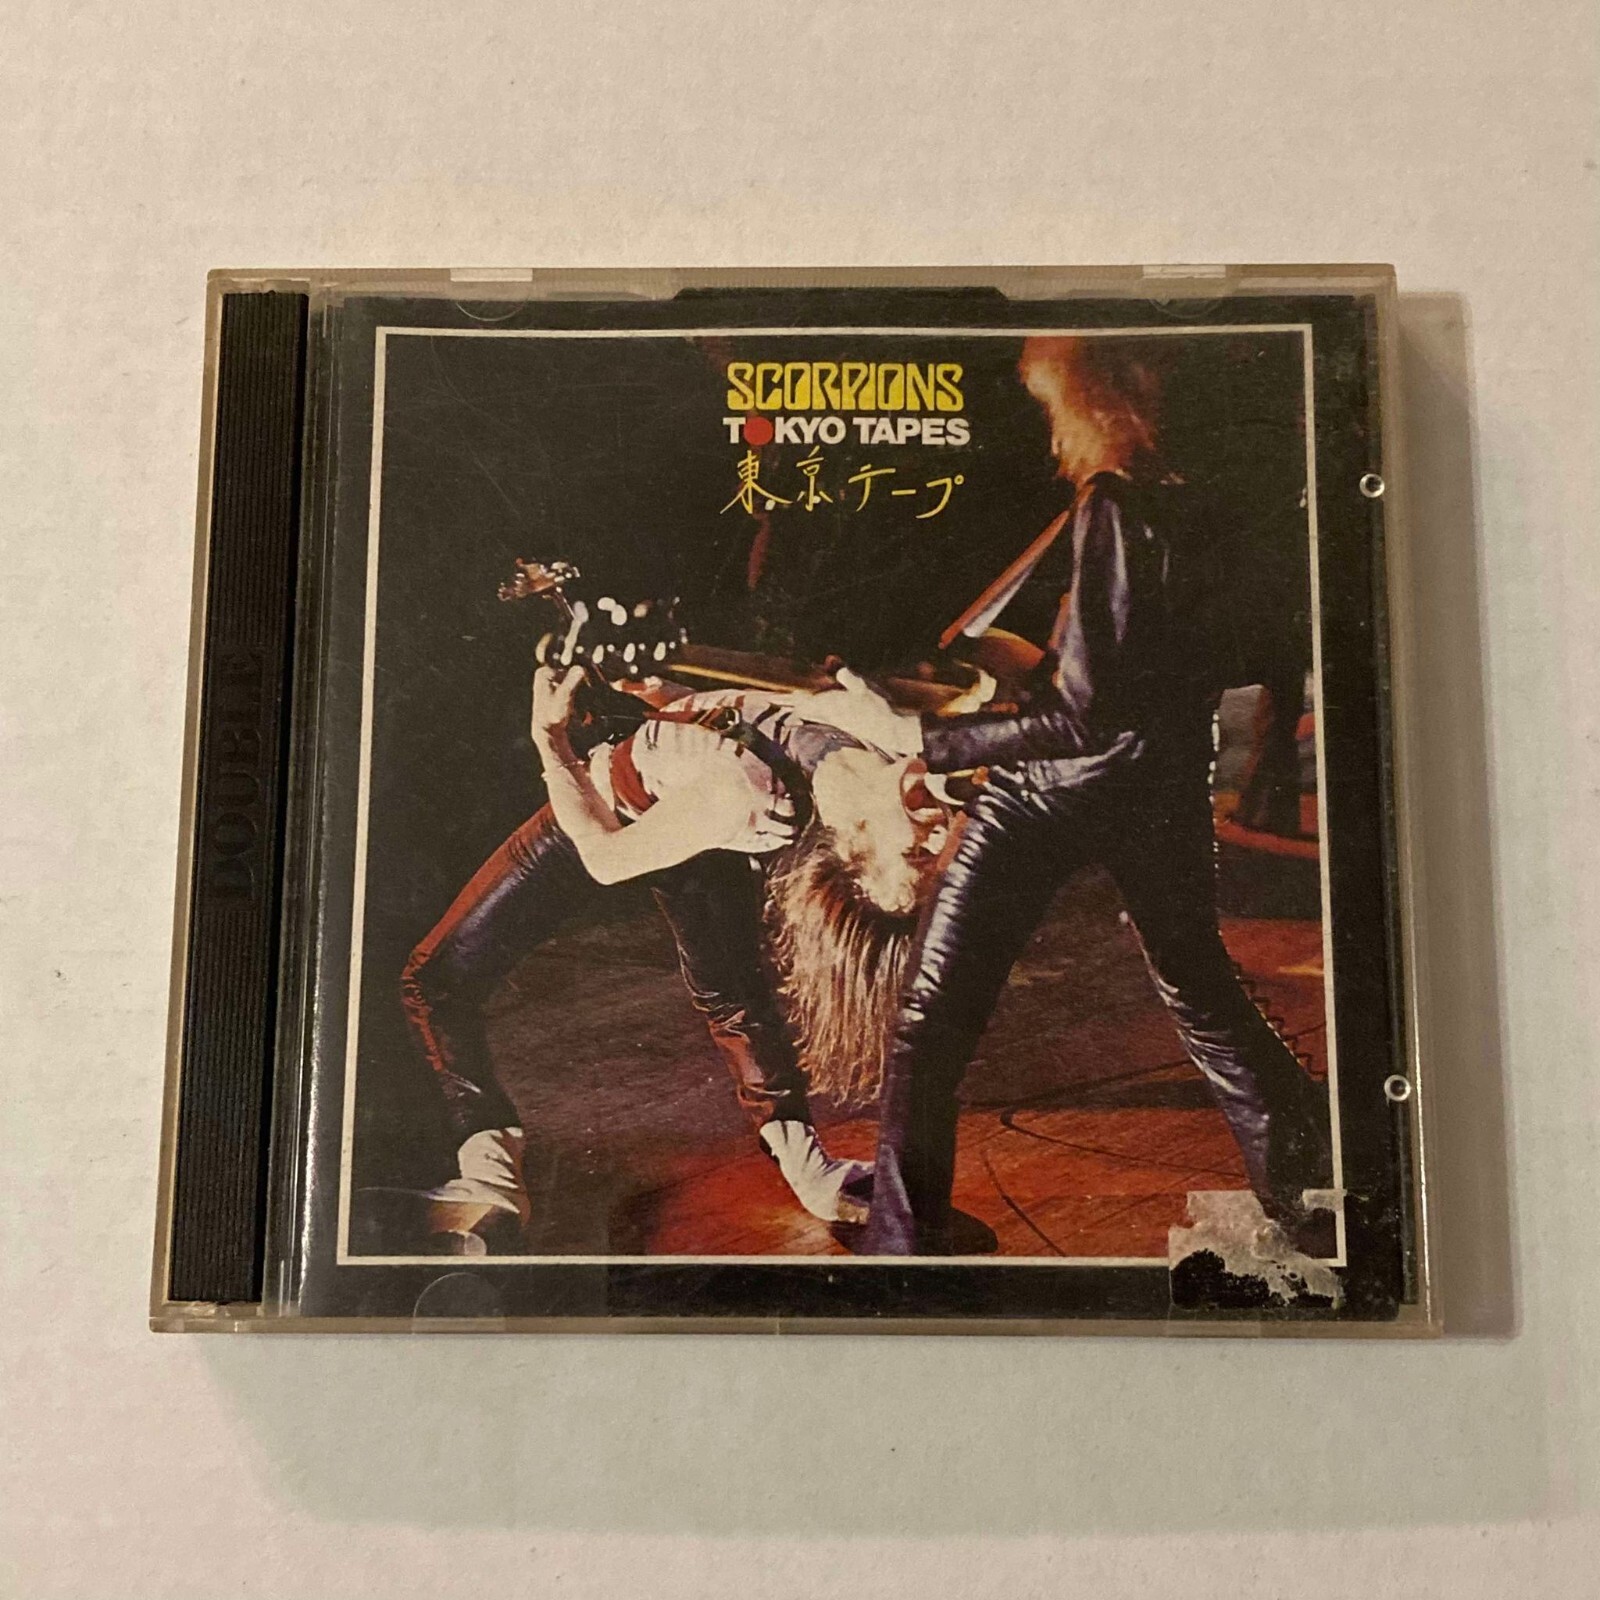 SCORPIONS
TOKYO TAPES
東京テープ
DOUBLE